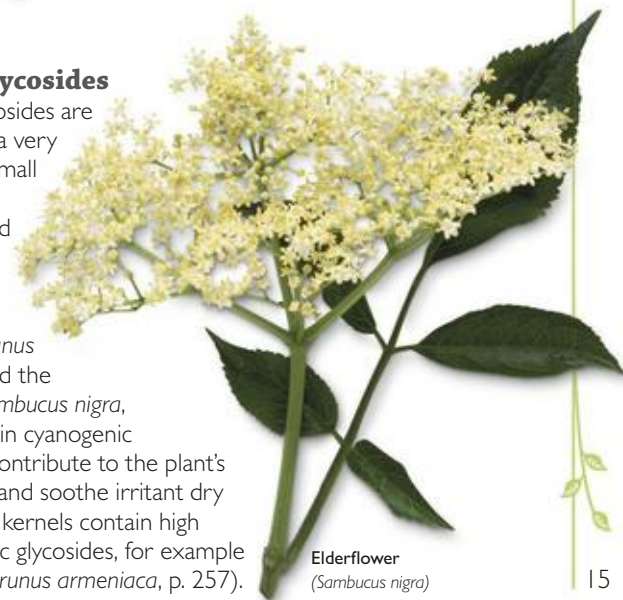 ycosides
osides are
a very
mall
d
nus
d the
mbucus nigra,
in cyanogenic
ontribute to the plant's
and soothe irritant dry
kernels contain high
c glycosides, for example
runus armeniaca, p. 257).
Elderflower
(Sambucus nigra)
15